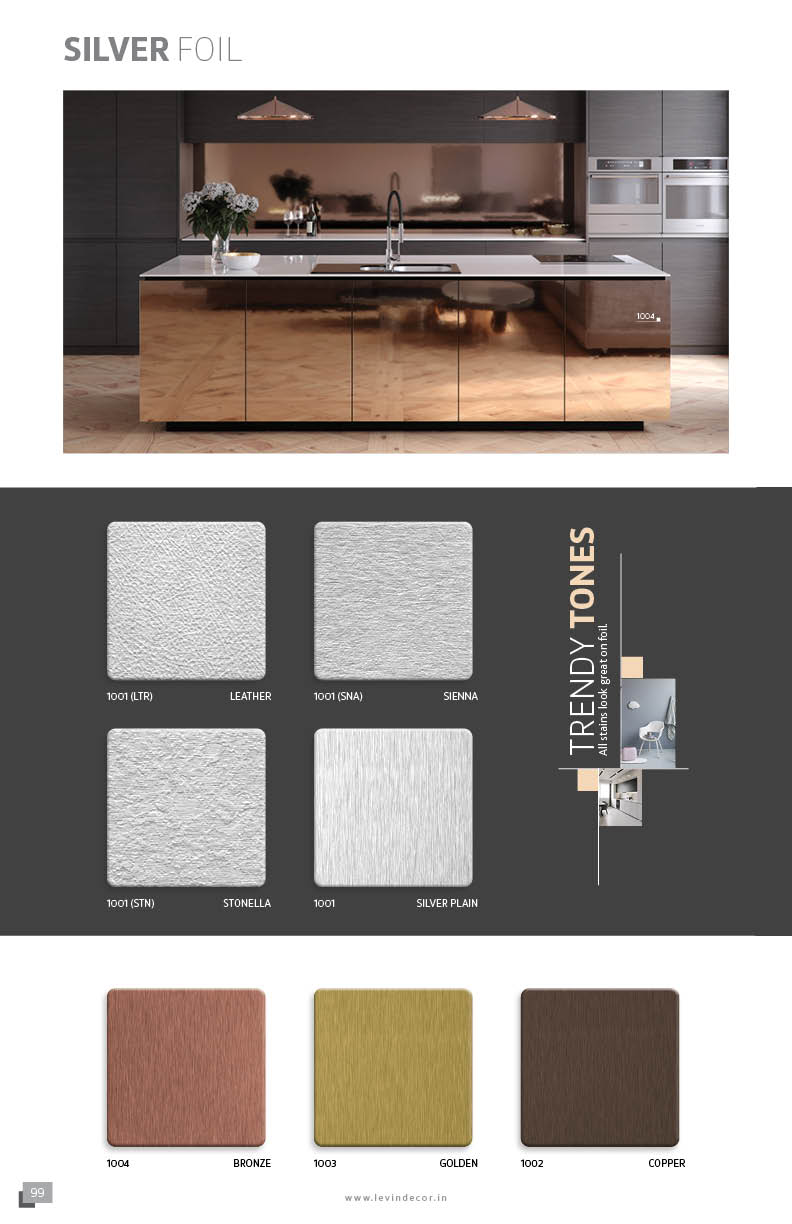 SILVER FOIL
1004
TRENDY TONES
All stains look great on foil.
1001 (LTR) LEATHER
1001 (SNA) SIENNA
1001 (STN) STONELLA
1001 SILVER PLAIN
1004 BRONZE
1003 GOLDEN
1002 COPPER
99
www.levindecor.in